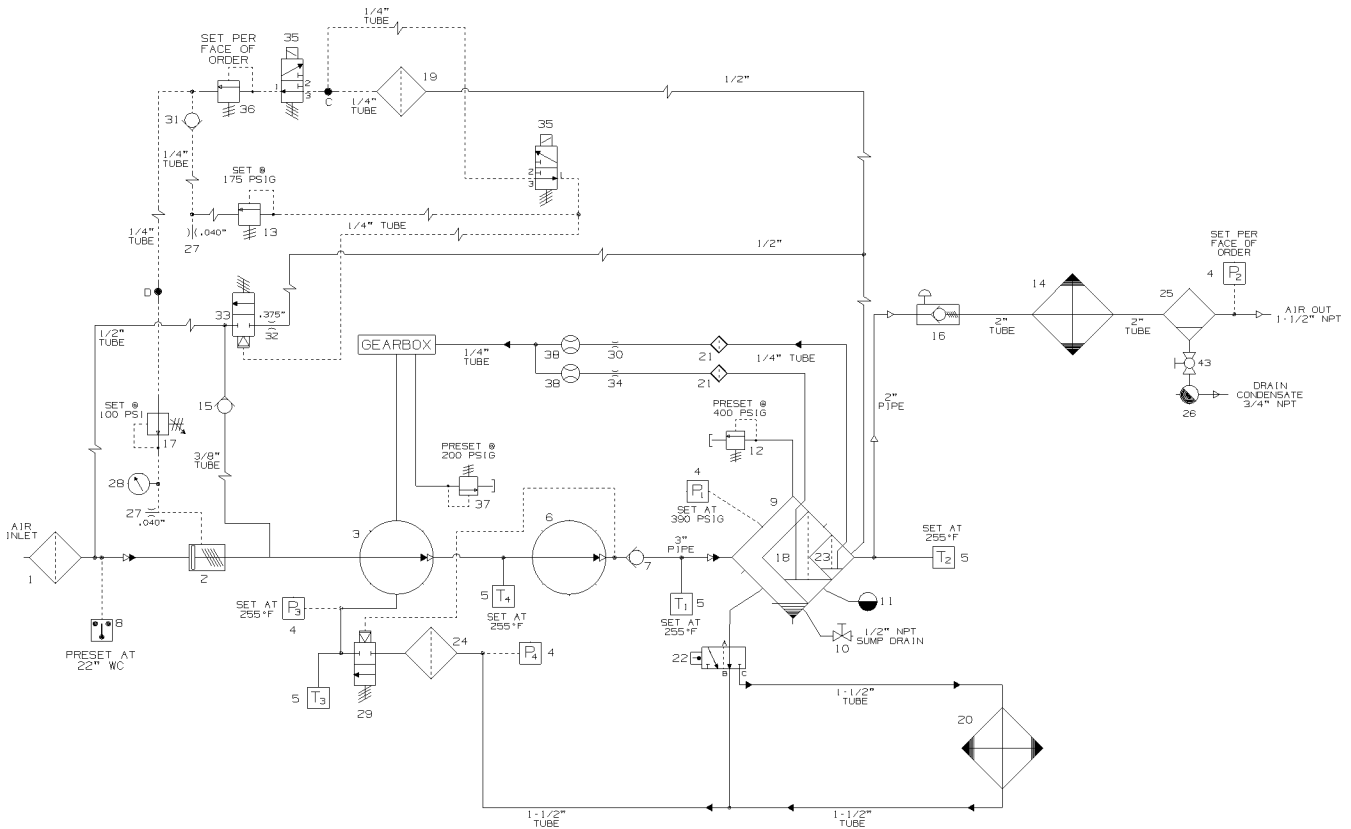 1/4"
TUBE
35
SET PER
FACE OF
ORDER
36
1
2
3
C
1/4"
TUBE
19
1/2"
31
1/4"
TUBE
35
2
3
1
SET @
175 PSIG
13
1/4" TUBE
1/4"
TUBE
27
(.040"
1/2"
D
33
.375"
32
1/2"
TUBE
GEARBOX
1/4"
TUBE
38
30
21
1/4" TUBE
38
34
21
2"
PIPE
16
2"
TUBE
14
2"
TUBE
25
SET PER
FACE OF
ORDER
4
P2
AIR OUT
1-1/2" NPT
43
26
DRAIN
CONDENSATE
3/4" NPT
15
SET @
100 PSI
17
3/8"
TUBE
28
27
.040"
PRESET @
200 PSIG
37
PRESET @
400 PSIG
12
4
P1
SET AT
390 PSIG
9
18
23
AIR
INLET
1
2
3
6
7
3"
PIPE
SET AT
255°F
T2
5
8
PRESET AT
22" WC
SET AT
255°F
P3
4
5
T4
SET AT
255°F
5
T1
SET AT
255°F
11
10
1/2" NPT
SUMP DRAIN
5
T3
29
24
P4
4
22
A
B
C
1-1/2"
TUBE
20
1-1/2"
TUBE
1-1/2"
TUBE